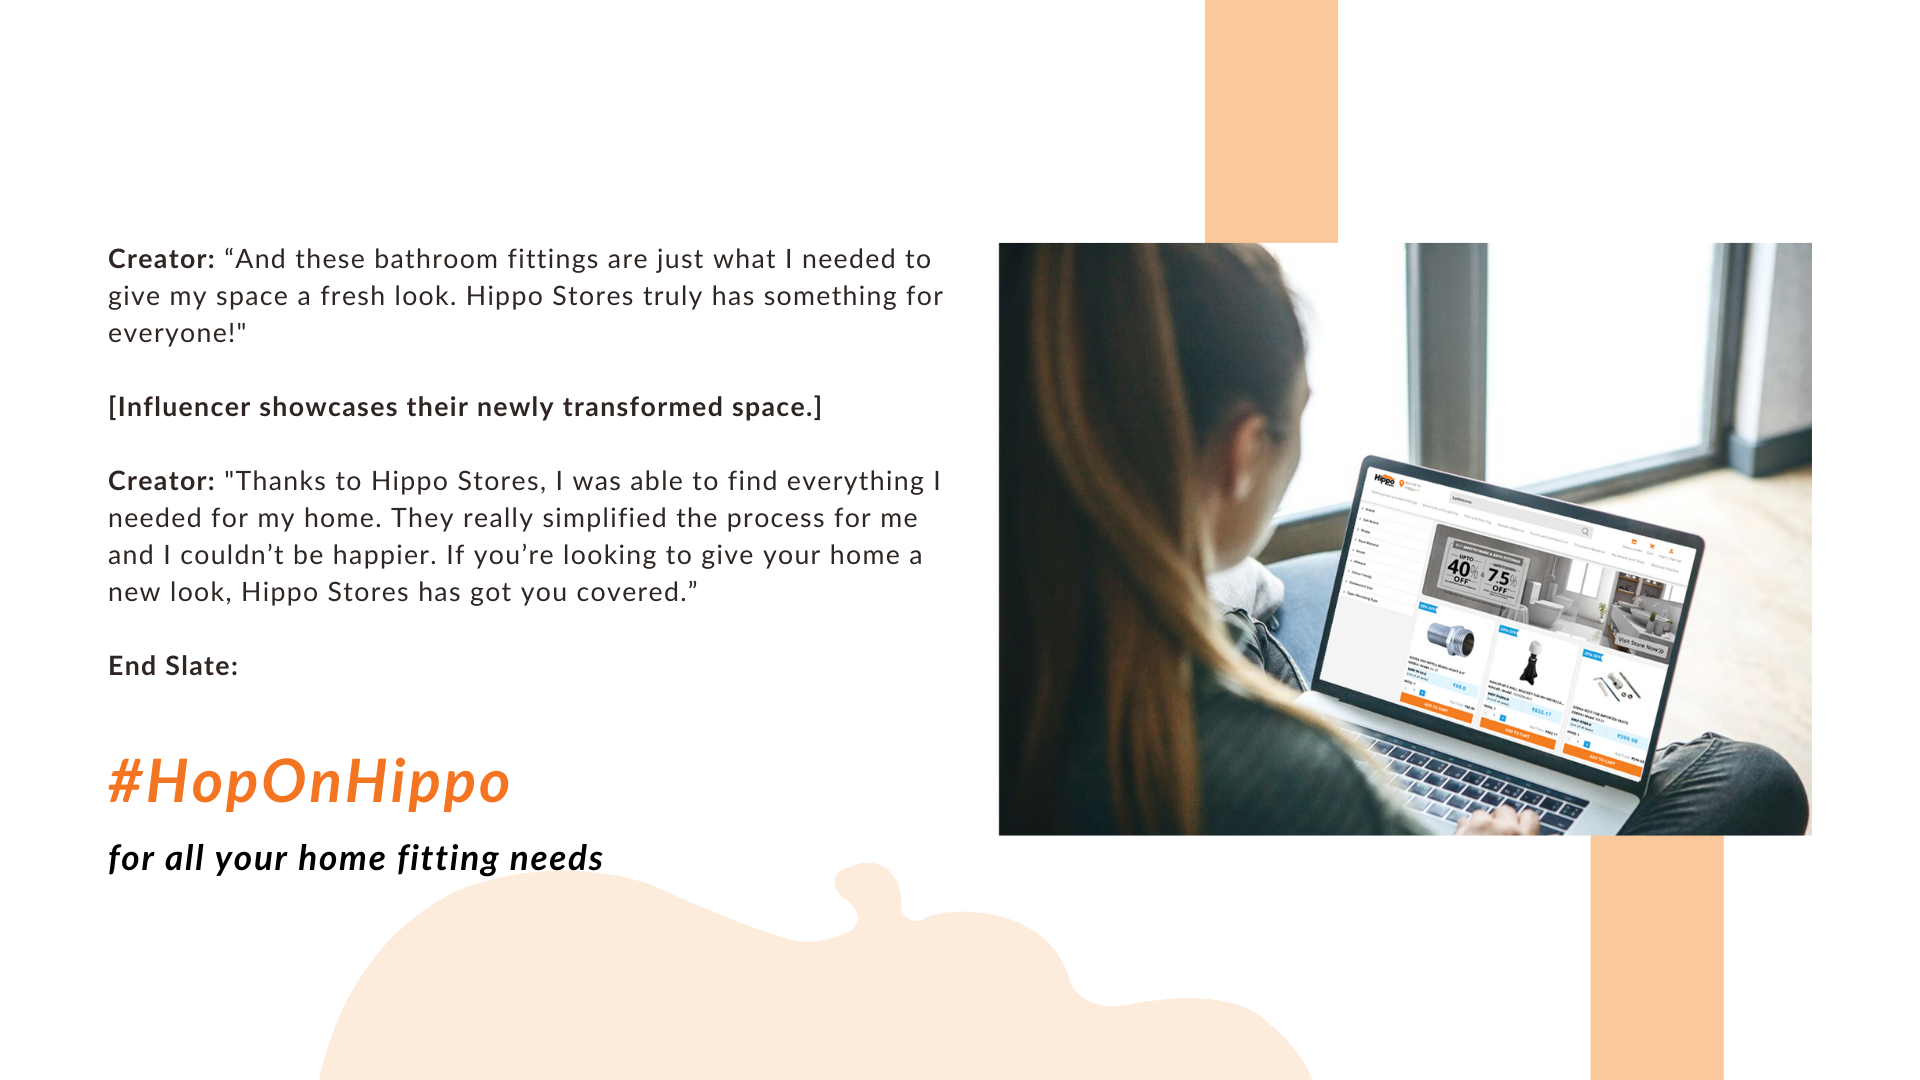 Creator: “And these bathroom fittings are just what I needed to
give my space a fresh look. Hippo Stores truly has something for
everyone!"
[Influencer showcases their newly transformed space.]
Creator: "Thanks to Hippo Stores, I was able to find everything I
needed for my home. They really simplified the process for me
and I couldn’t be happier. If you’re looking to give your home a
new look, Hippo Stores has got you covered.”
End Slate:
#HopOnHippo
for all your home fitting needs
Hippo
UPTO
40% OFF
&
7.5% OFF
Visit Store Now
ADD TO CART
ADD TO CART
ADD TO CART